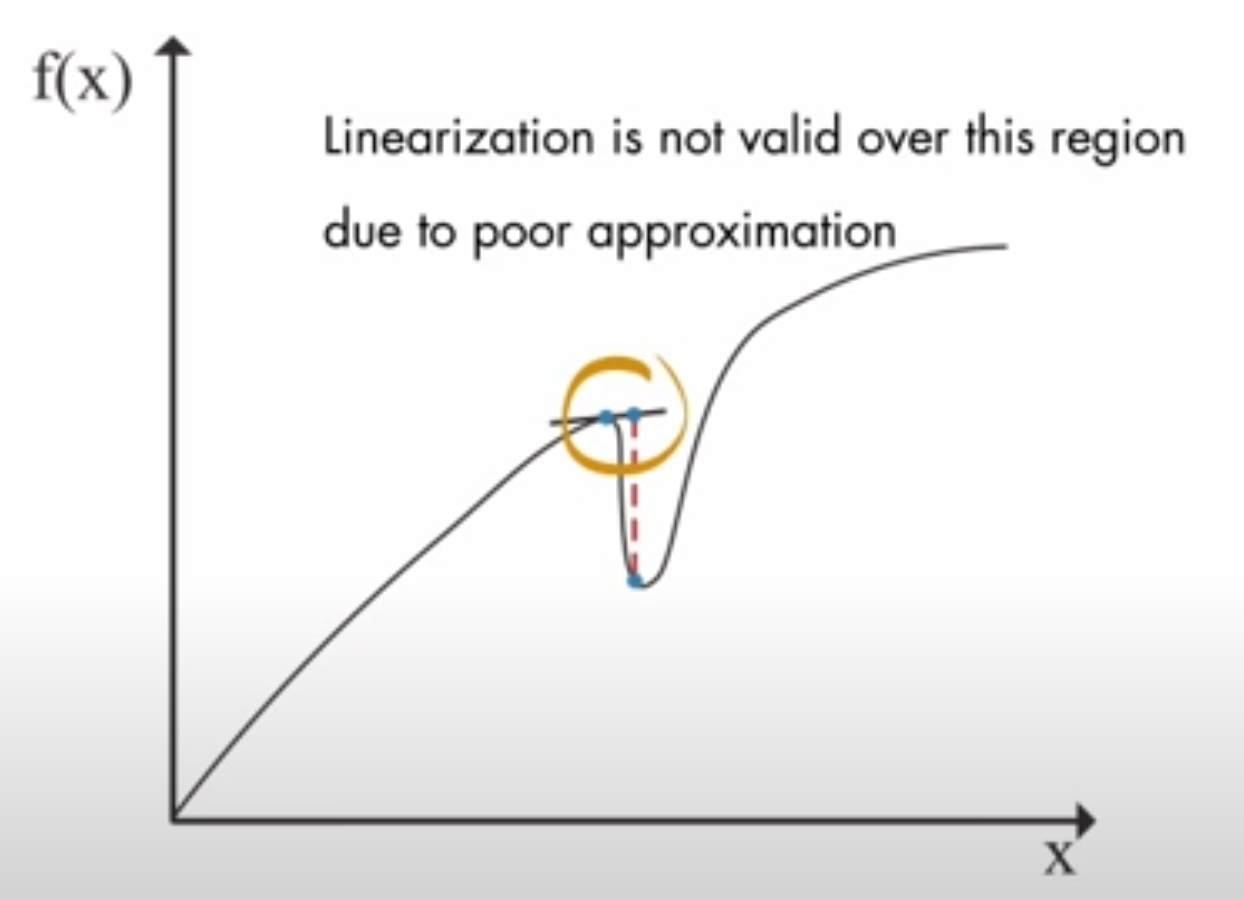 f(x)
Linearization is not valid over this region
due to poor approximation
x